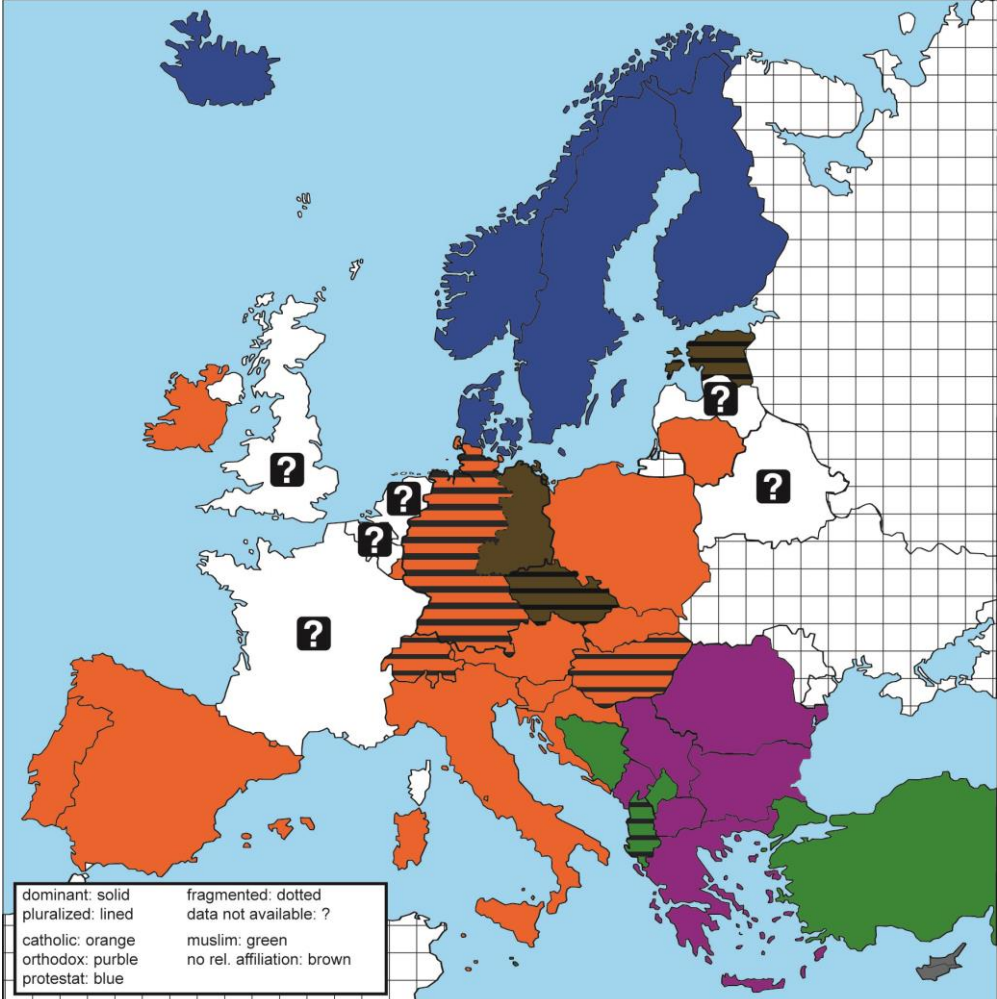 ?
?
?
?
?
?
dominant: solid fragmented: dotted
pluralized: lined data not available: ?
catholic: orange muslim: green
orthodox: purble no rel. affiliation: brown
protestat: blue